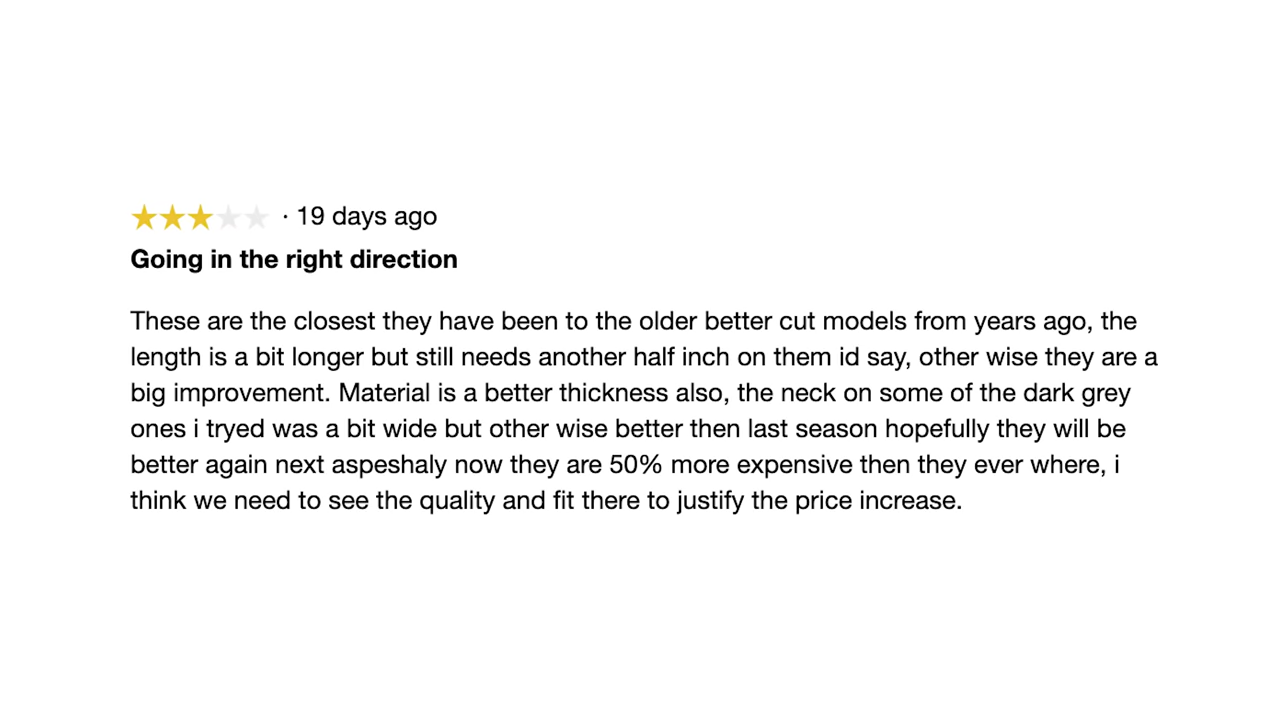 · 19 days ago
Going in the right direction
These are the closest they have been to the older better cut models from years ago, the
length is a bit longer but still needs another half inch on them id say, other wise they are a
big improvement. Material is a better thickness also, the neck on some of the dark grey
ones i tryed was a bit wide but other wise better then last season hopefully they will be
better again next aspeshaly now they are 50% more expensive then they ever where, i
think we need to see the quality and fit there to justify the price increase.